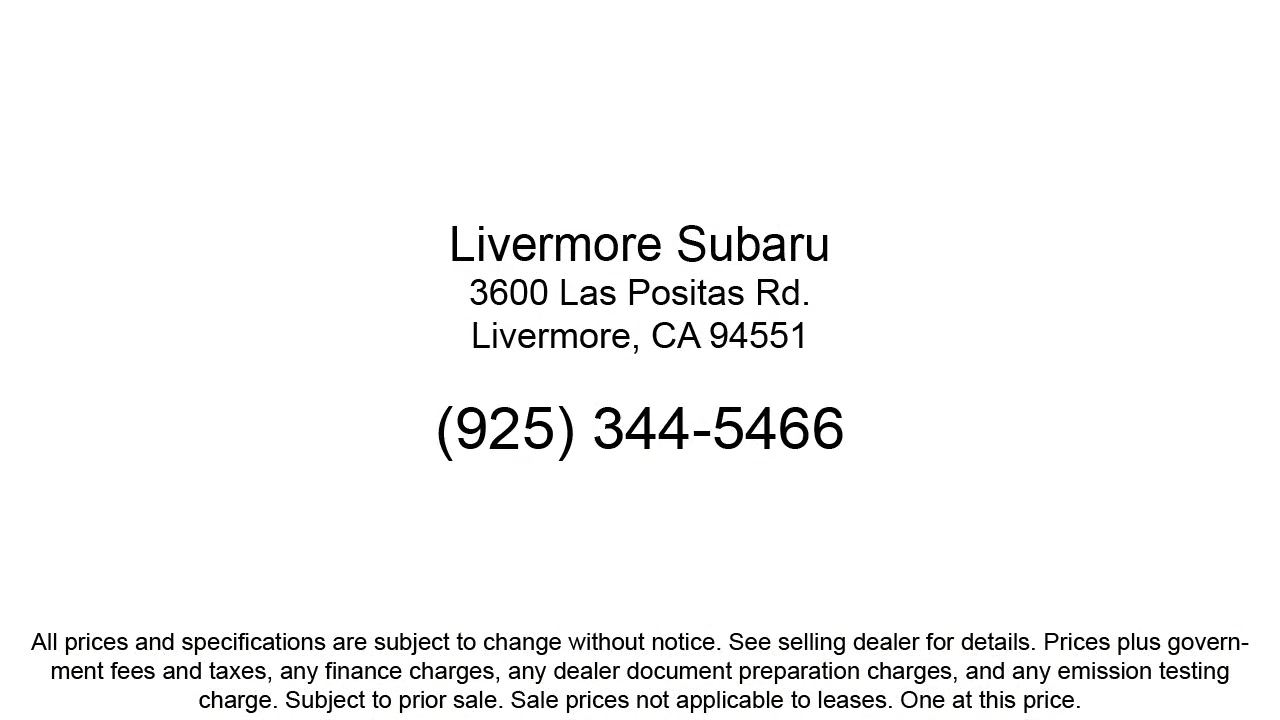 Livermore Subaru
3600 Las Positas Rd.
Livermore, CA 94551
(925) 344-5466
All prices and specifications are subject to change without notice. See selling dealer for details. Prices plus govern-
ment fees and taxes, any finance charges, any dealer document preparation charges, and any emission testing
charge. Subject to prior sale. Sale prices not applicable to leases. One at this price.